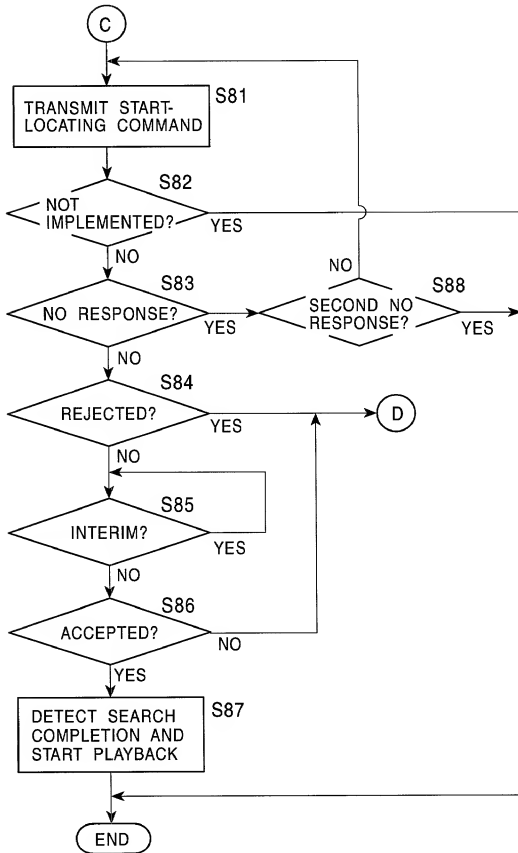 C
S81
TRANSMIT START-
LOCATING COMMAND
S82
NOT
IMPLEMENTED?
YES
NO
NO
S83
S88
NO RESPONSE?
YES
SECOND NO
RESPONSE?
YES
NO
S84
REJECTED?
YES
D
NO
S85
INTERIM?
YES
NO
S86
ACCEPTED?
NO
YES
S87
DETECT SEARCH
COMPLETION AND
START PLAYBACK
END